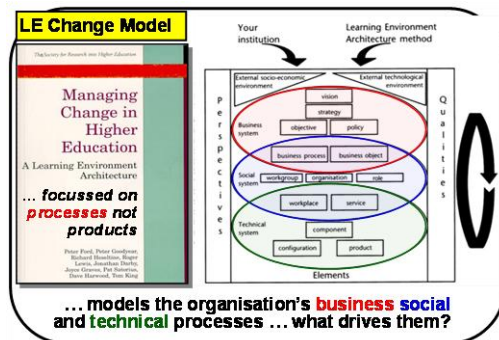 LE Change Model
The Society for Research into Higher Education
Managing
Change in
Higher
Education
A Learning Environment
Architecture
... focussed on
processes not
products
Peter Ford, Peter Goodyear,
Richard Heseltine, Roger
Lewis, Jonathan Darby,
Joyce Graves, Pat Sartorius,
Dave Harwood, Tom King
Your
institution
Learning Environment
Architecture method
External socio-economic
environment
External technological
environment
Perspectives
Qualities
vision
strategy
Business
system
objective
policy
business process
business object
Social
system
workgroup
organisation
role
workplace
service
Technical
system
component
configuration
product
Elements
... models the organisation's business social
and technical processes ... what drives them?